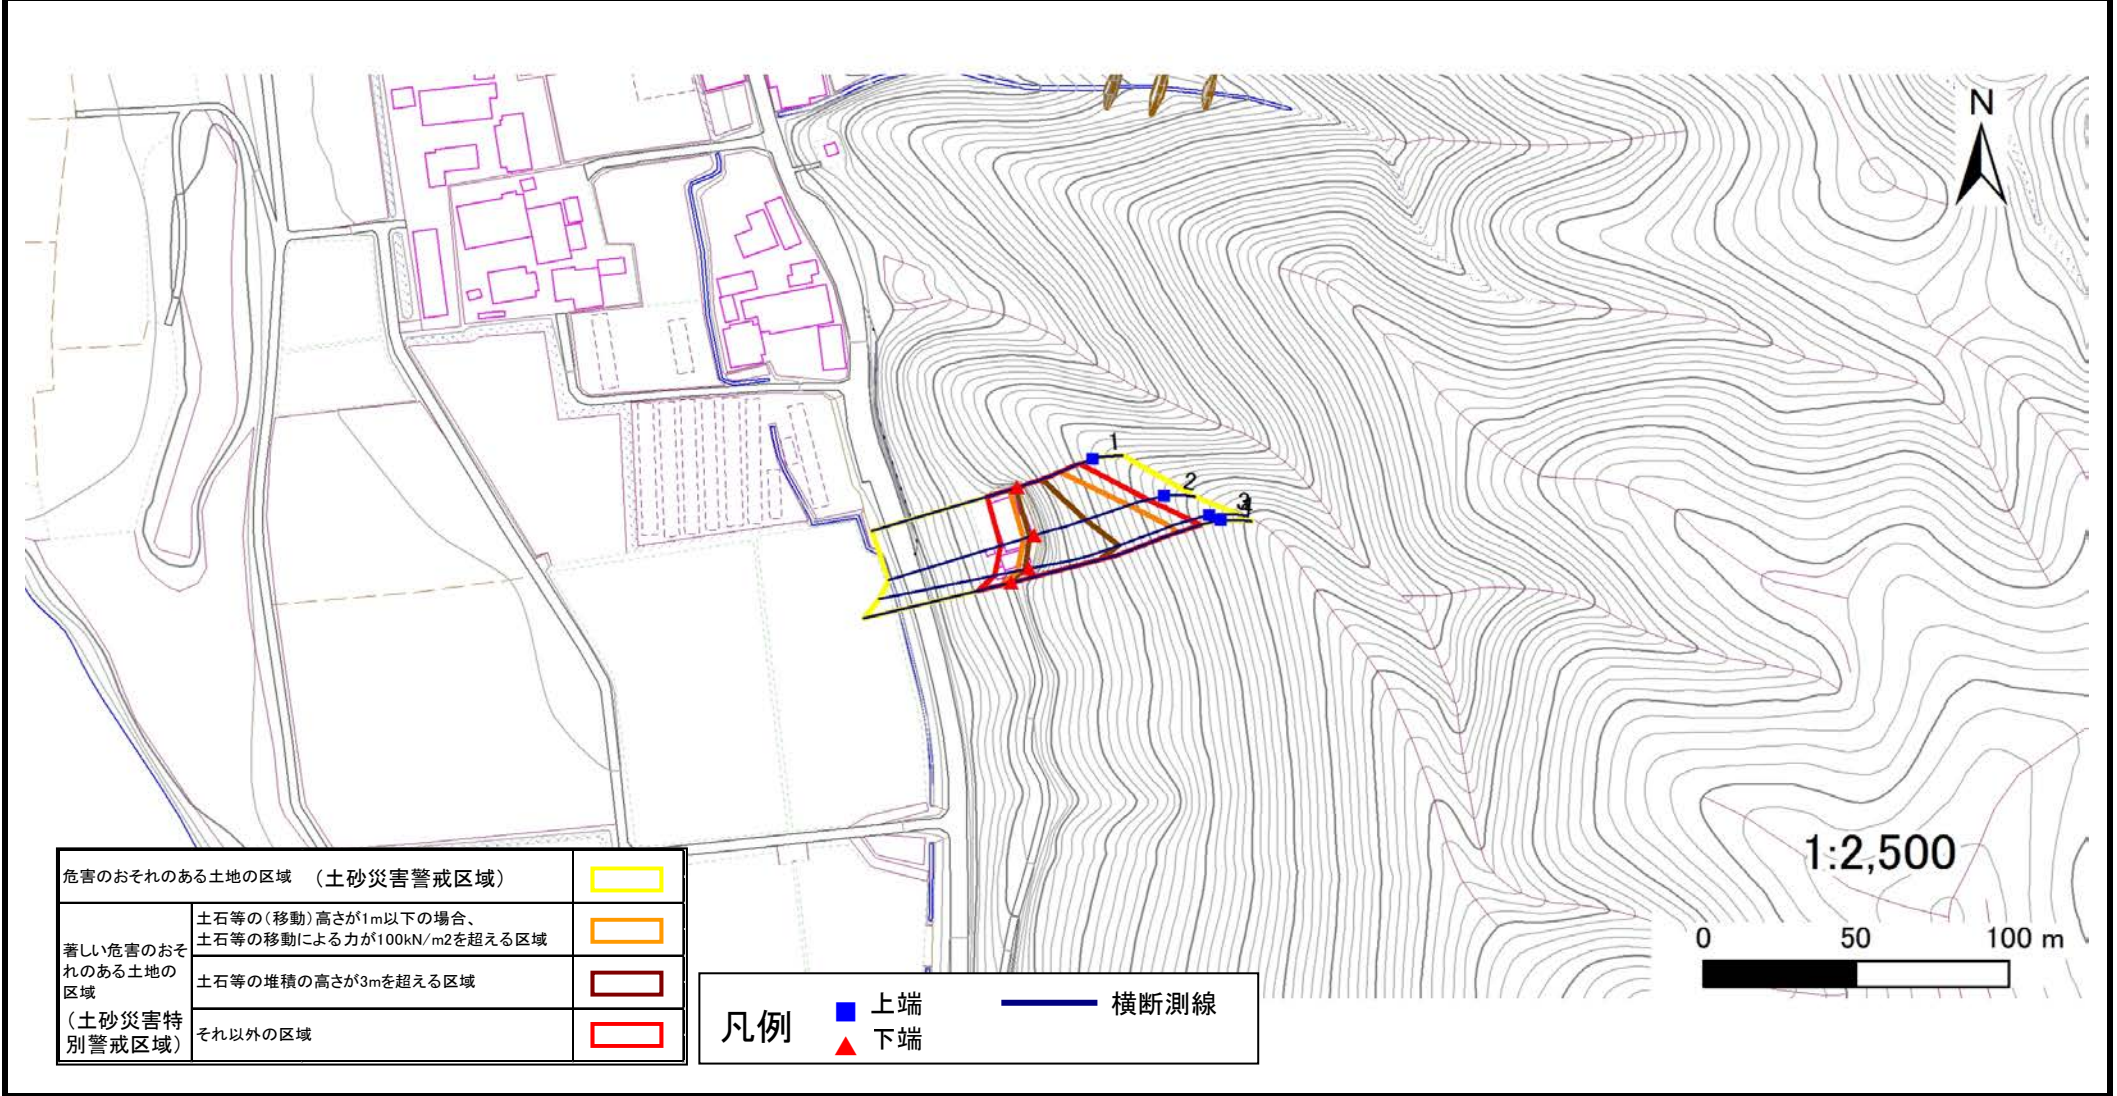 N
1
2
3
4
1:2,500
0 50 100 m
危害のおそれのある土地の区域 （土砂災害警戒区域）
著しい危害のおそ
れのある土地の
区域
（土砂災害特
別警戒区域）
土石等の（移動）高さが1m以下の場合、
土石等の移動による力が100kN/m2を超える区域
土石等の堆積の高さが3mを超える区域
それ以外の区域
凡例
上端
下端
横断測線